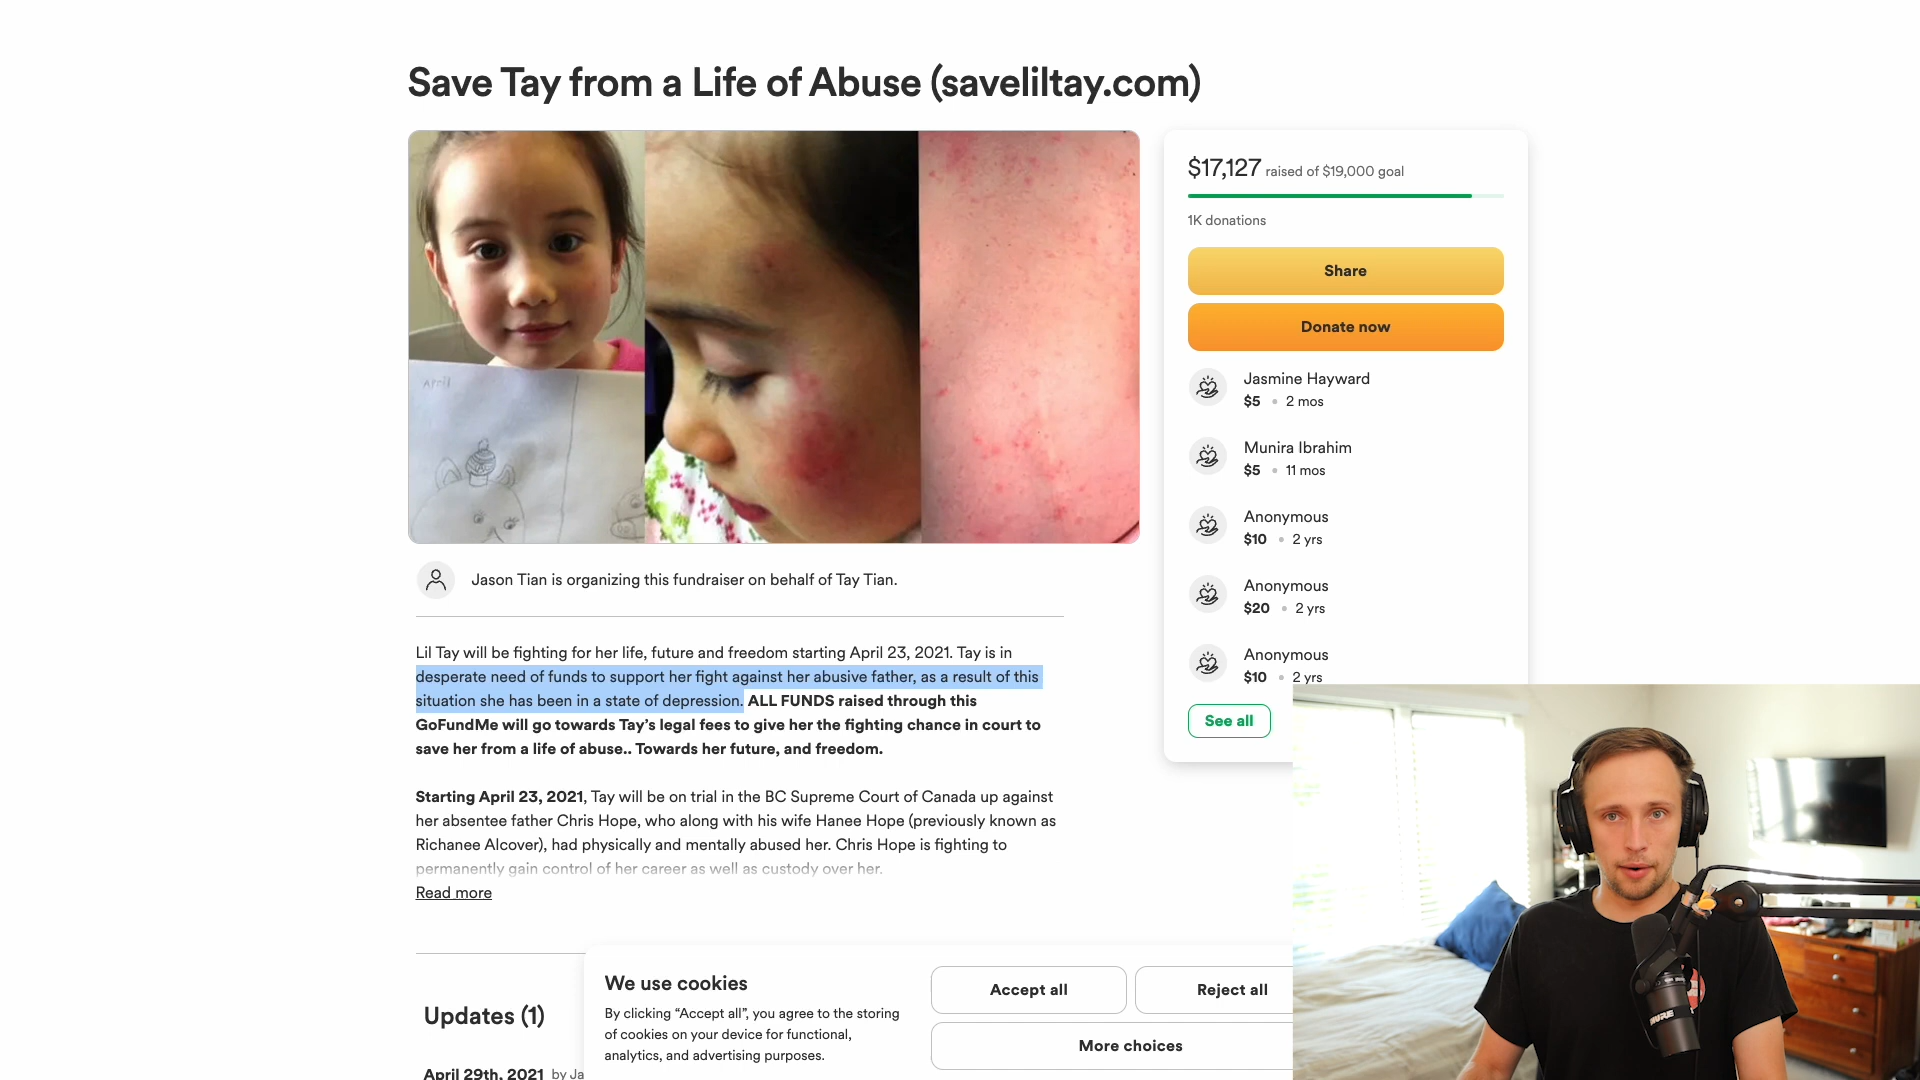 Save Tay from a Life of Abuse (saveliltay.com)
April
$17,127 raised of $19,000 goal
1K donations
Share
Donate now
Jasmine Hayward
$5 • 2 mos
Munira Ibrahim
$5 • 11 mos
Anonymous
$10 • 2 yrs
Anonymous
$20 • 2 yrs
Anonymous
$10 • 2 yrs
See all
Jason Tian is organizing this fundraiser on behalf of Tay Tian.
Lil Tay will be fighting for her life, future and freedom starting April 23, 2021. Tay is in
desperate need of funds to support her fight against her abusive father, as a result of this
situation she has been in a state of depression. ALL FUNDS raised through this
GoFundMe will go towards Tay’s legal fees to give her the fighting chance in court to
save her from a life of abuse.. Towards her future, and freedom.
Starting April 23, 2021, Tay will be on trial in the BC Supreme Court of Canada up against
her absentee father Chris Hope, who along with his wife Hanee Hope (previously known as
Richanee Alcover), had physically and mentally abused her. Chris Hope is fighting to
permanently gain control of her career as well as custody over her.
Read more
Updates (1)
April 29th, 2021 by Ja
We use cookies
By clicking “Accept all”, you agree to the storing
of cookies on your device for functional,
analytics, and advertising purposes.
Accept all
Reject all
More choices
SHURE